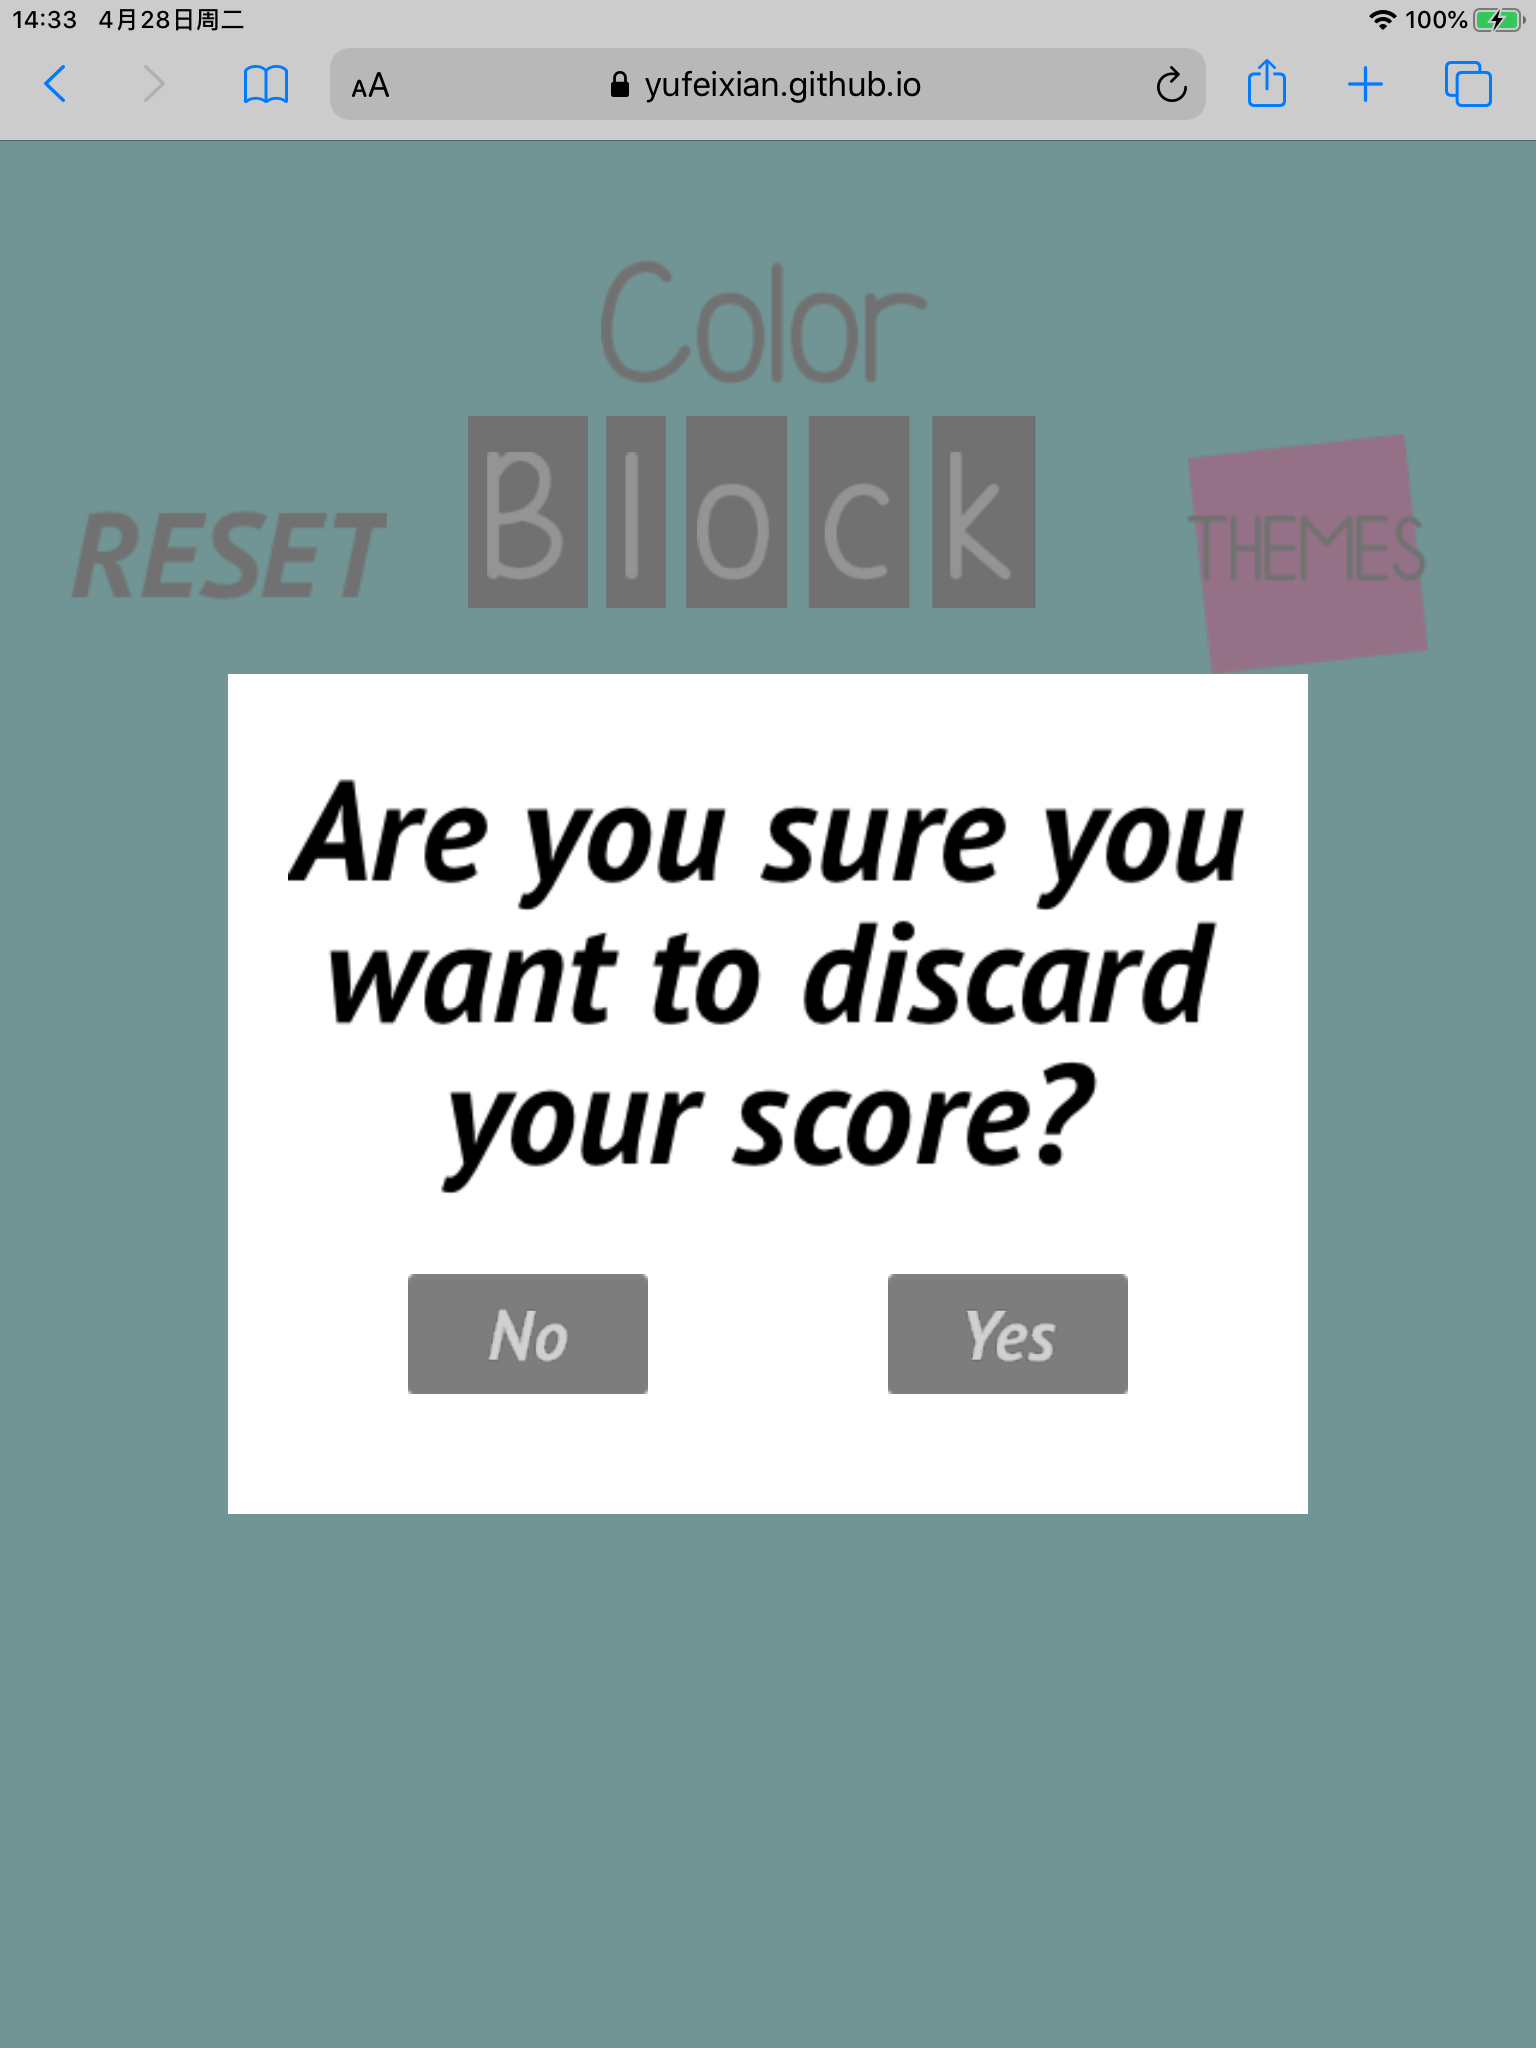 14:33 4月28日周二
100%
AA
yufeixian.github.io
Color
Block
RESET
THEMES
Are you sure you
want to discard
your score?
No
Yes